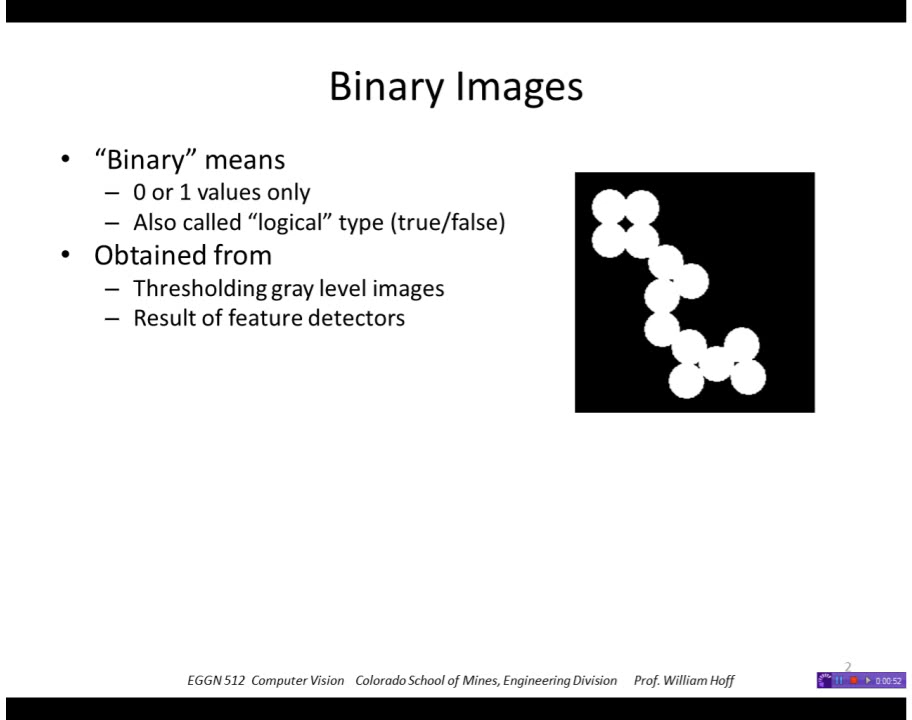 Binary Images
• “Binary” means
– 0 or 1 values only
– Also called “logical” type (true/false)
• Obtained from
– Thresholding gray level images
– Result of feature detectors
2
EGGN 512 Computer Vision Colorado School of Mines, Engineering Division Prof. William Hoff
0:00:52